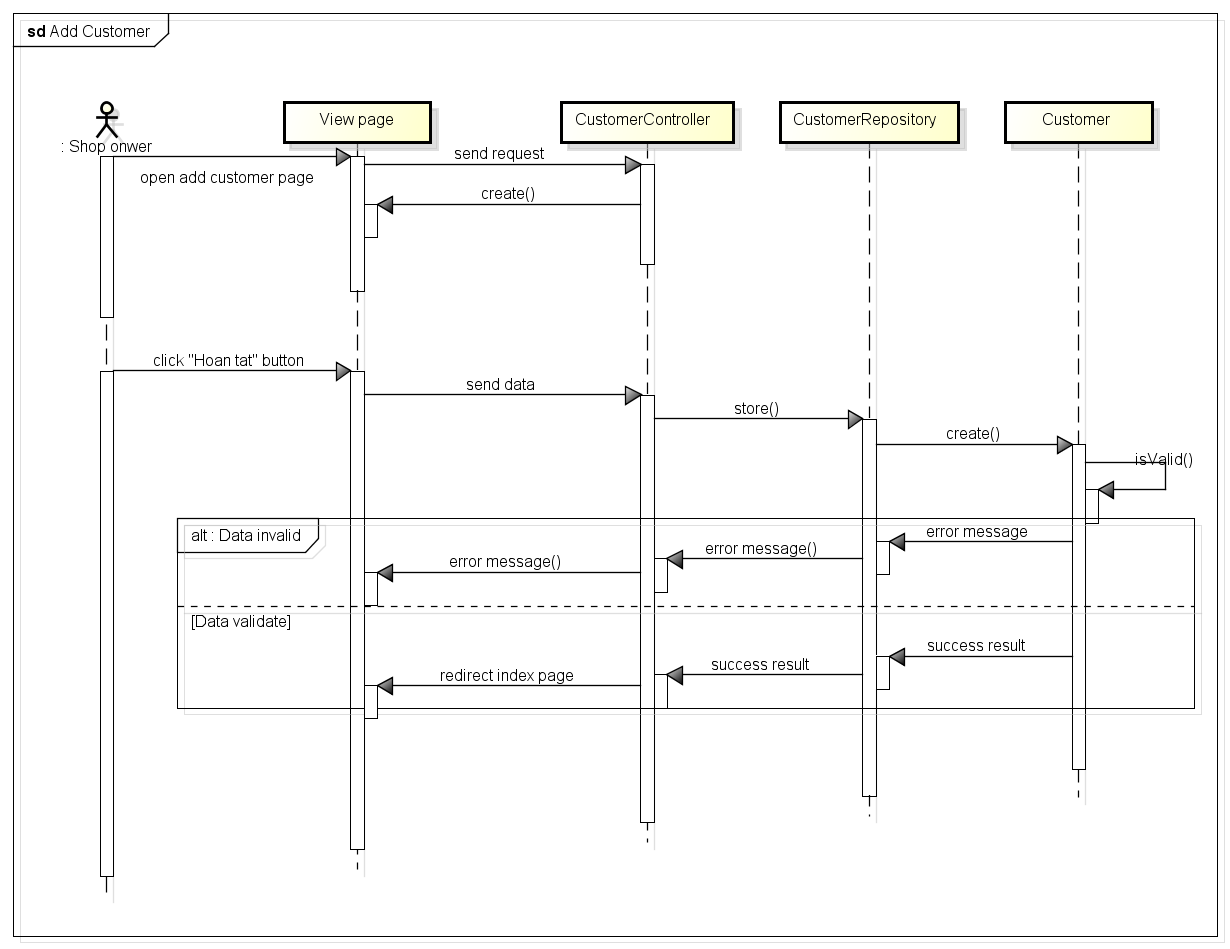 sd Add Customer
: Shop onwer
View page
CustomerController
CustomerRepository
Customer
open add customer page
send request
create()
click "Hoan tat" button
send data
store()
create()
isValid()
alt : Data invalid
error message
error message()
error message()
[Data validate]
success result
success result
redirect index page